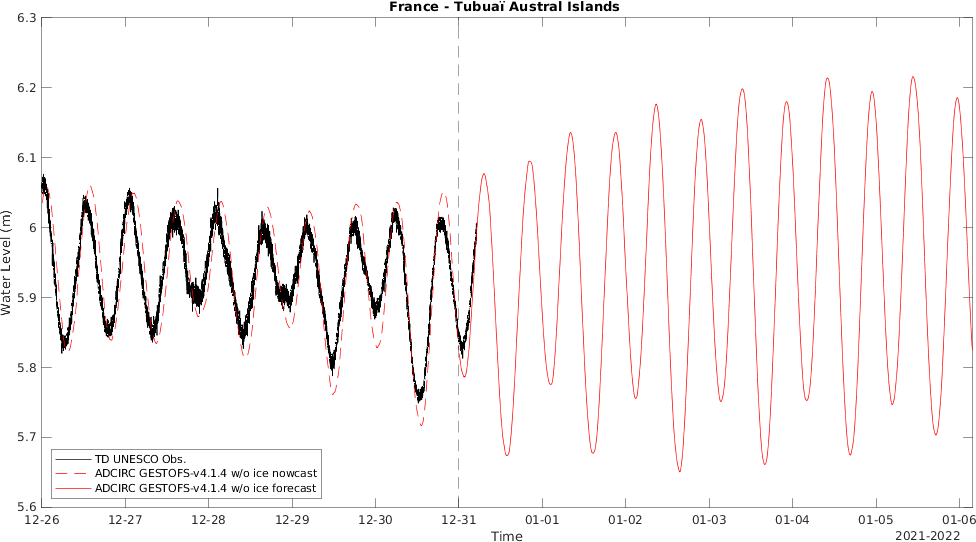 France - Tubuaï Austral Islands
6.3
6.2
6.1
6
5.9
5.8
5.7
5.6
Water Level (m)
TD UNESCO Obs.
ADCIRC GESTOFS-v4.1.4 w/o ice nowcast
ADCIRC GESTOFS-v4.1.4 w/o ice forecast
12-26 12-27 12-28 12-29 12-30 12-31 01-01 01-02 01-03 01-04 01-05 01-06
Time
2021-2022